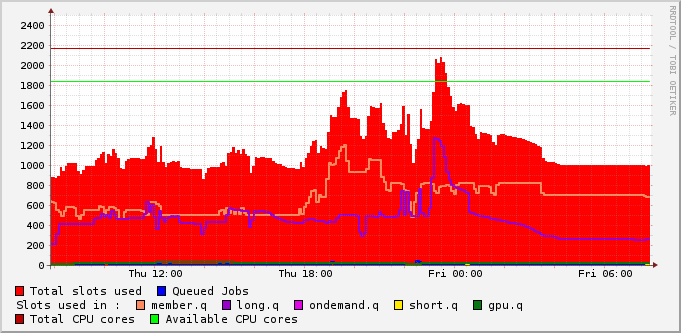 2400
2200
2000
1800
1600
1400
1200
1000
800
600
400
200
0
Thu 12:00 Thu 18:00 Fri 00:00 Fri 06:00
RRDTOOL / TOBI OETIKER
Total slots used Queued Jobs
Slots used in : member.q long.q ondemand.q short.q gpu.q
Total CPU cores Available CPU cores